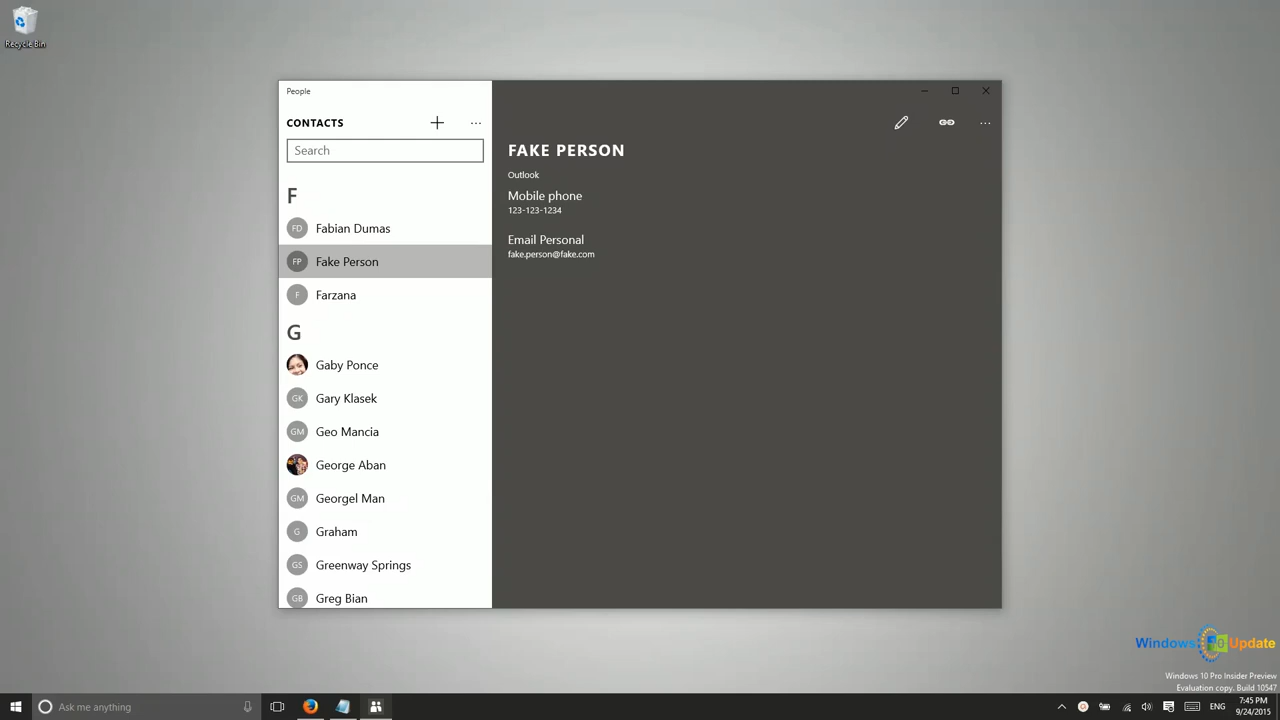 Recycle Bin
People
CONTACTS
Search
F
FD Fabian Dumas
FP Fake Person
F Farzana
G
Gaby Ponce
GK Gary Klasek
GM Geo Mancia
George Aban
GM Georgel Man
G Graham
GS Greenway Springs
GB Greg Bian
FAKE PERSON
Outlook
Mobile phone
123-123-1234
Email Personal
fake.person@fake.com
Windows 10 Update
Windows 10 Pro Insider Preview
Evaluation copy. Build 10547
Ask me anything
ENG
7:45 PM
9/24/2015